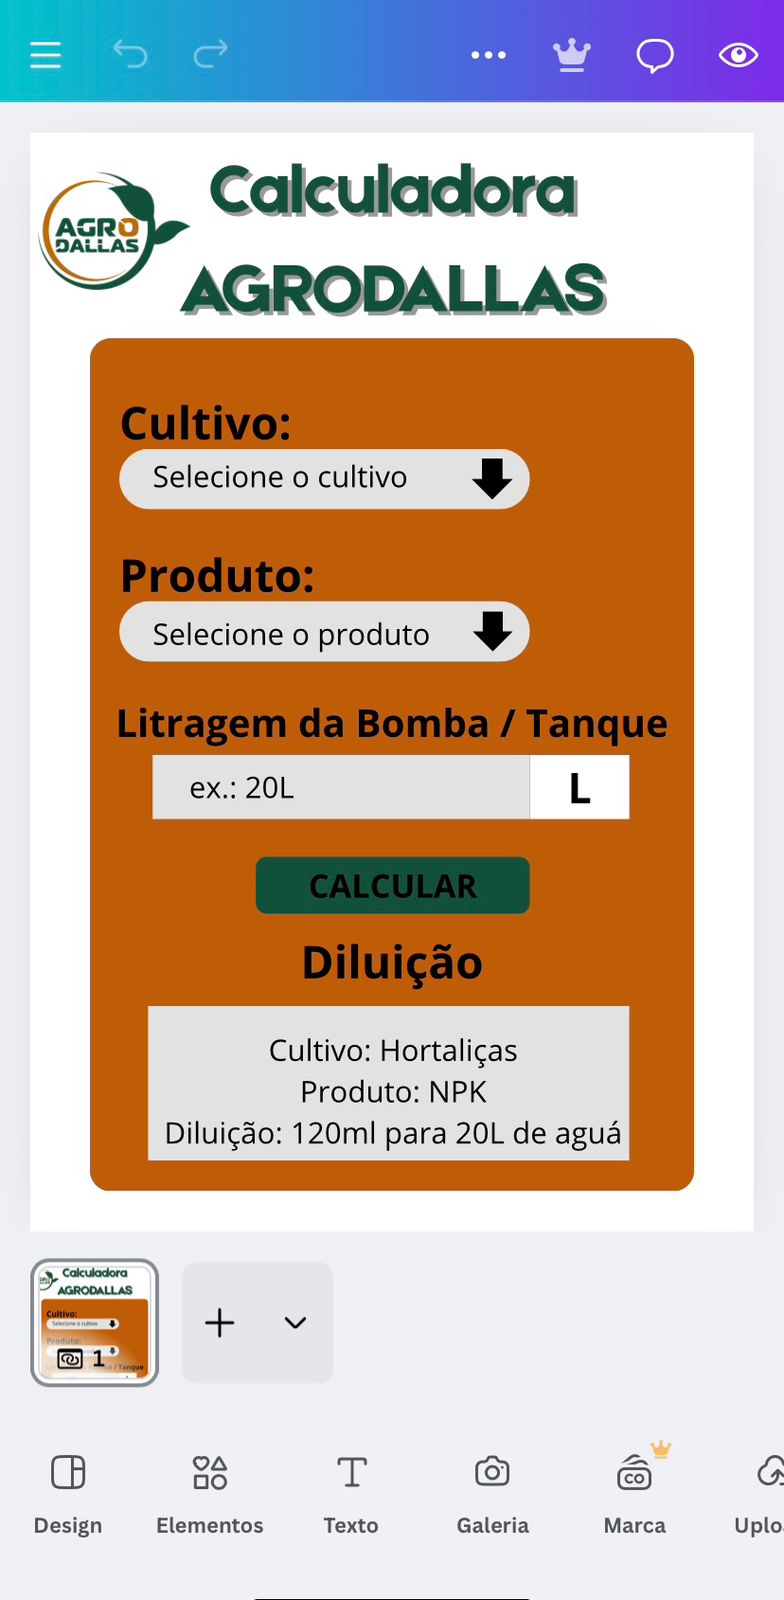 Calculadora
AGRO
DALLAS
AGRODALLAS
Cultivo:
Selecione o cultivo
Produto:
Selecione o produto
Litragem da Bomba / Tanque
ex.: 20L
L
CALCULAR
Diluição
Cultivo: Hortaliças
Produto: NPK
Diluição: 120ml para 20L de aguá
Calculadora
AGRODALLAS
Cultivo:
Selecione o cultivo
Produto:
1
Design
Elementos
Texto
Galeria
CO
Marca
Uplo